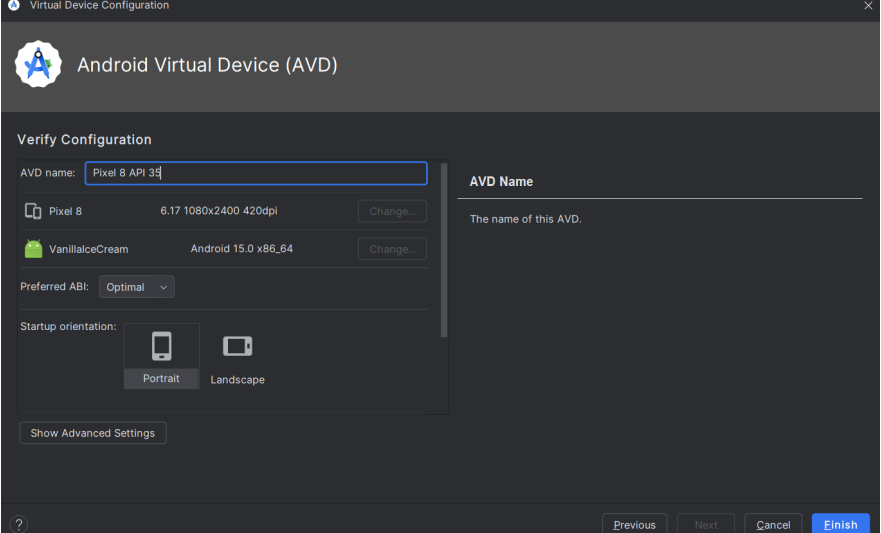 Virtual Device Configuration
Android Virtual Device (AVD)
Verify Configuration
AVD name: Pixel 8 API 35
Pixel 8 6.17 1080x2400 420dpi Change...
VanillaIceCream Android 15.0 x86_64 Change...
Preferred ABI: Optimal
Startup orientation:
Portrait
Landscape
Show Advanced Settings
AVD Name
The name of this AVD.
?
Previous Next Cancel Finish